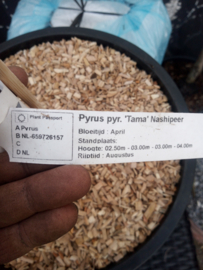 Plant Passport
A Pyrus
B NL-659726157
C
D NL
Pyrus pyr. 'Tama' Nashipeer
Bloeitijd : April
Standplaats:
Hoogte: 02.50m - 03.00m - 03.00m - 04.00m
Rijptijd : Augustus